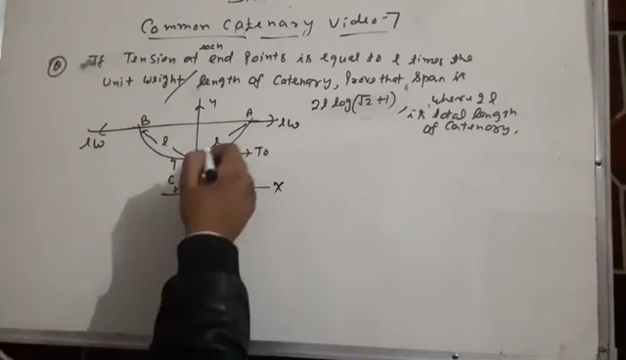 Common Catenary Video-7
Q If Tension at each end Points is equal to l times the
Unit weight/length of Catenary, Prove that span is
2l log(√2+1), where 2l
is total length
of Catenary.
Y
B A
lw lw
l l
To
C
X